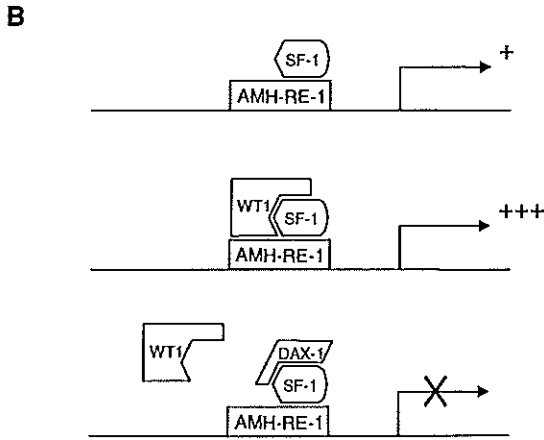 B
SF-1
AMH-RE-1
+
WT1
SF-1
AMH-RE-1
+++
WT1
DAX-1
SF-1
AMH-RE-1